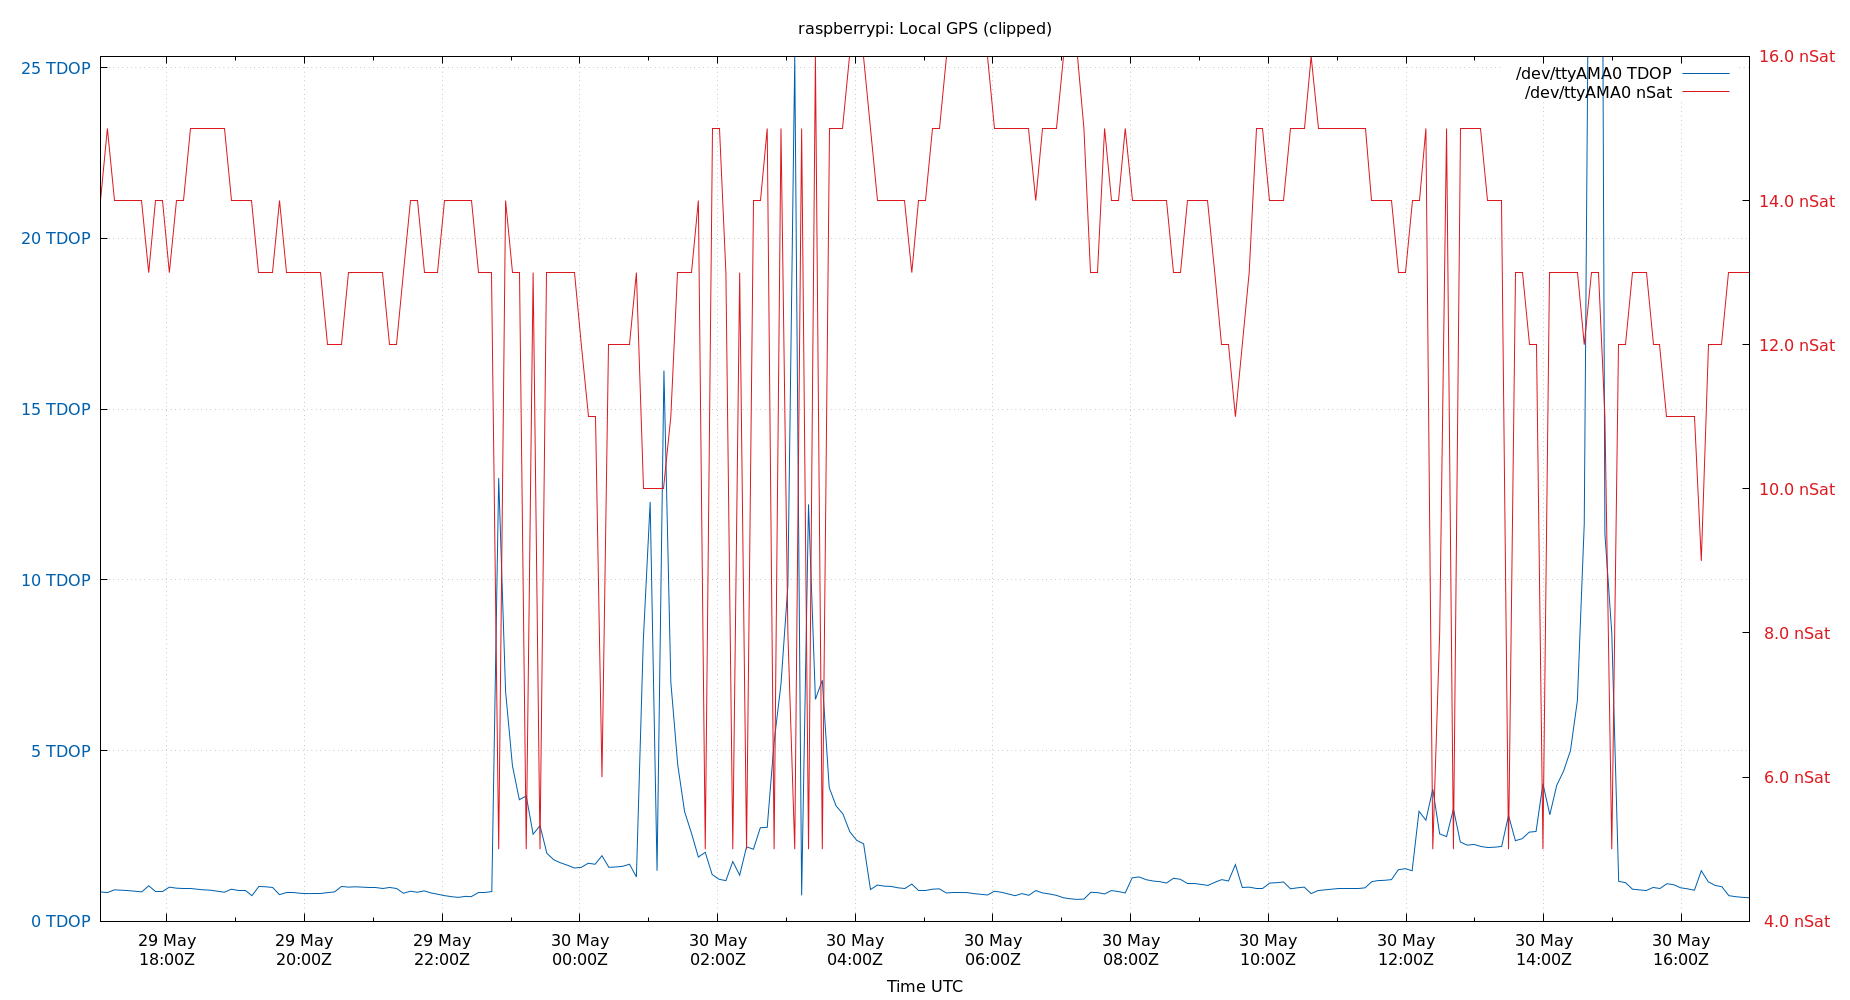 raspberrypi: Local GPS (clipped)
25 TDOP
20 TDOP
15 TDOP
10 TDOP
5 TDOP
0 TDOP
16.0 nSat
14.0 nSat
12.0 nSat
10.0 nSat
8.0 nSat
6.0 nSat
4.0 nSat
/dev/ttyAMA0 TDOP
/dev/ttyAMA0 nSat
29 May
18:00Z
29 May
20:00Z
29 May
22:00Z
30 May
00:00Z
30 May
02:00Z
30 May
04:00Z
30 May
06:00Z
30 May
08:00Z
30 May
10:00Z
30 May
12:00Z
30 May
14:00Z
30 May
16:00Z
Time UTC